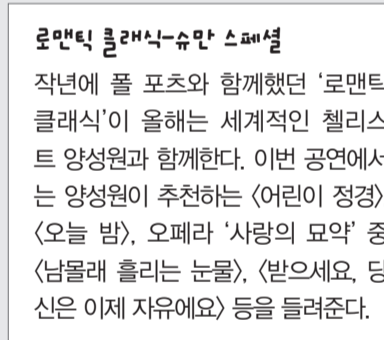 로맨틱 클래식-슈만 스페셜
작년에 폴 포츠와 함께했던 ‘로맨틱
클래식’이 올해는 세계적인 첼리스
트 양성원과 함께한다. 이번 공연에서
는 양성원이 추천하는 〈어린이 정경〉
〈오늘 밤〉, 오페라 ‘사랑의 묘약’ 중
〈남몰래 흘리는 눈물〉, 〈받으세요, 당
신은 이제 자유에요〉 등을 들려준다.